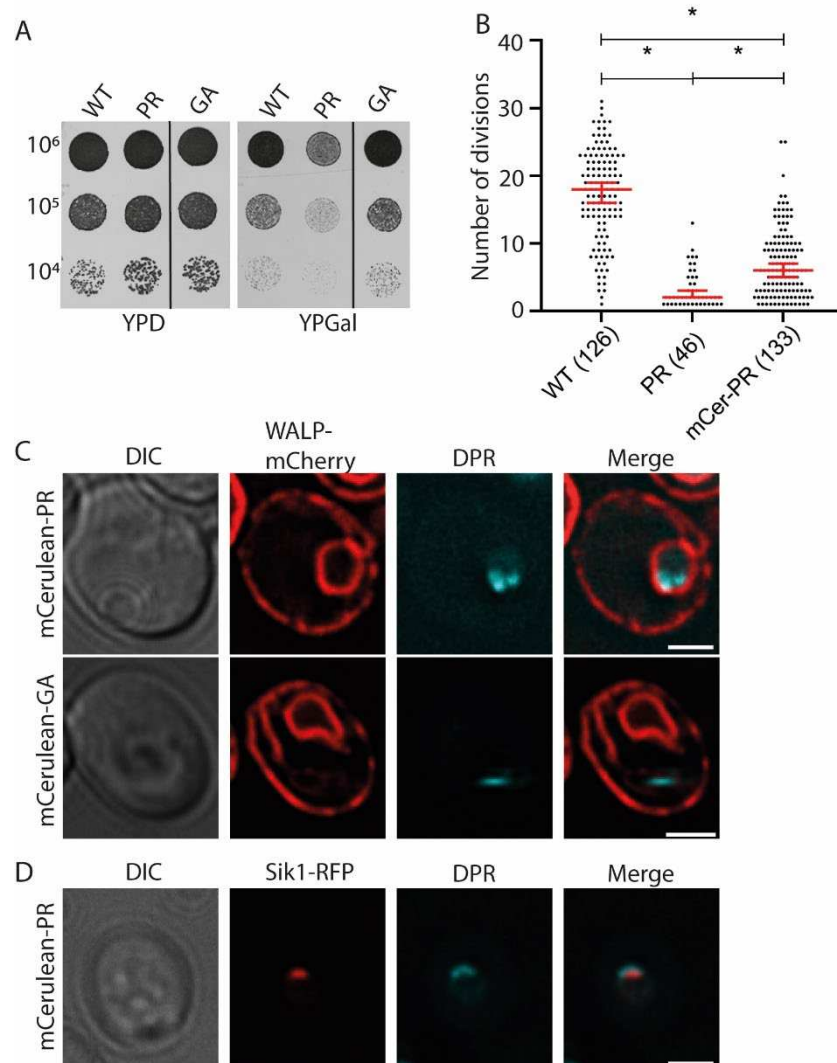 A
WT PR GA WT PR GA
10⁶
10⁵
10⁴
YPD YPGal
B
* 
* *
Number of divisions
40
30
20
10
0
WT (126) PR (46) mCer-PR (133)
C
DIC WALP-mCherry DPR Merge
mCerulean-PR
mCerulean-GA
D
DIC Sik1-RFP DPR Merge
mCerulean-PR